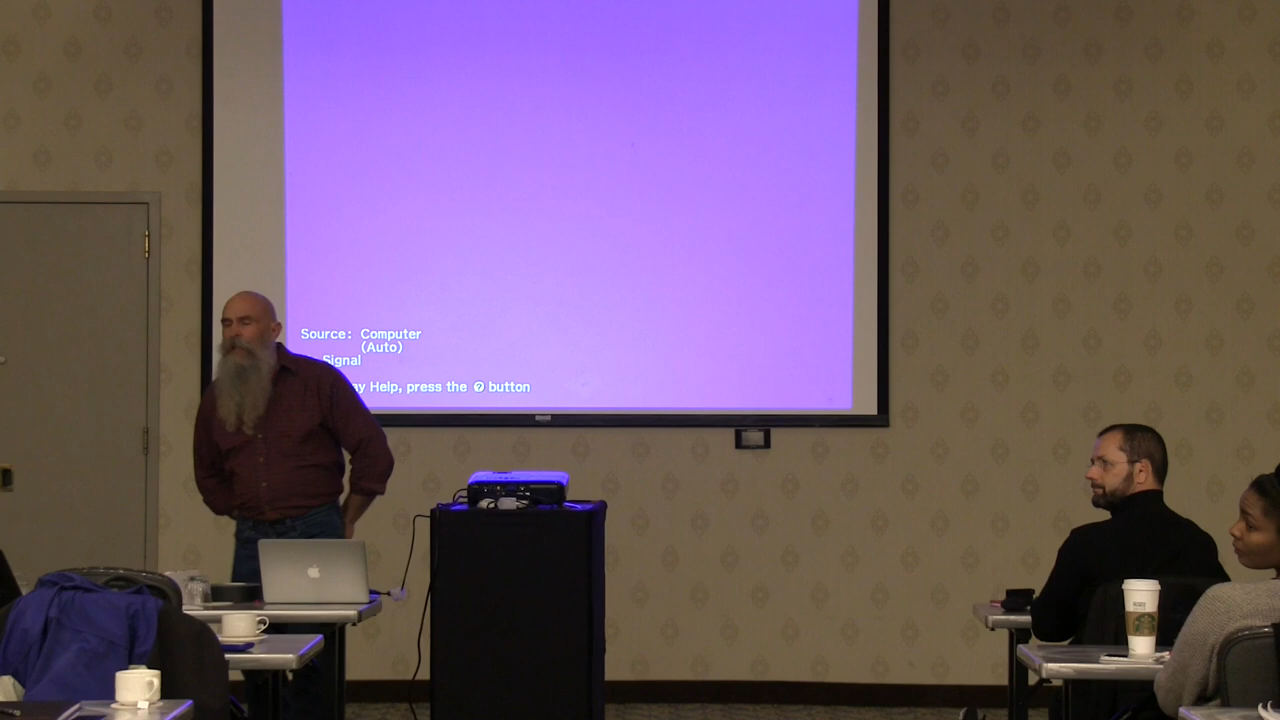 Source: Computer
(Auto)
Signal
ay Help, press the ? button